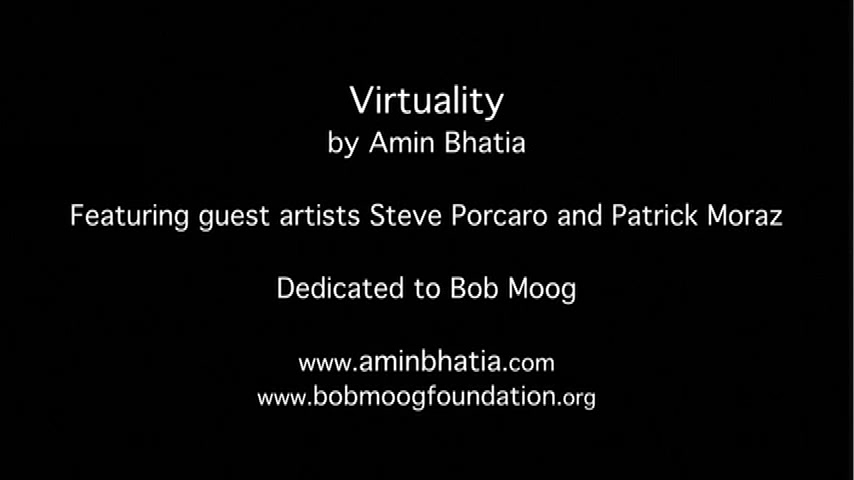 Virtuality
by Amin Bhatia
Featuring guest artists Steve Porcaro and Patrick Moraz
Dedicated to Bob Moog
www.aminbhatia.com
www.bobmoogfoundation.org